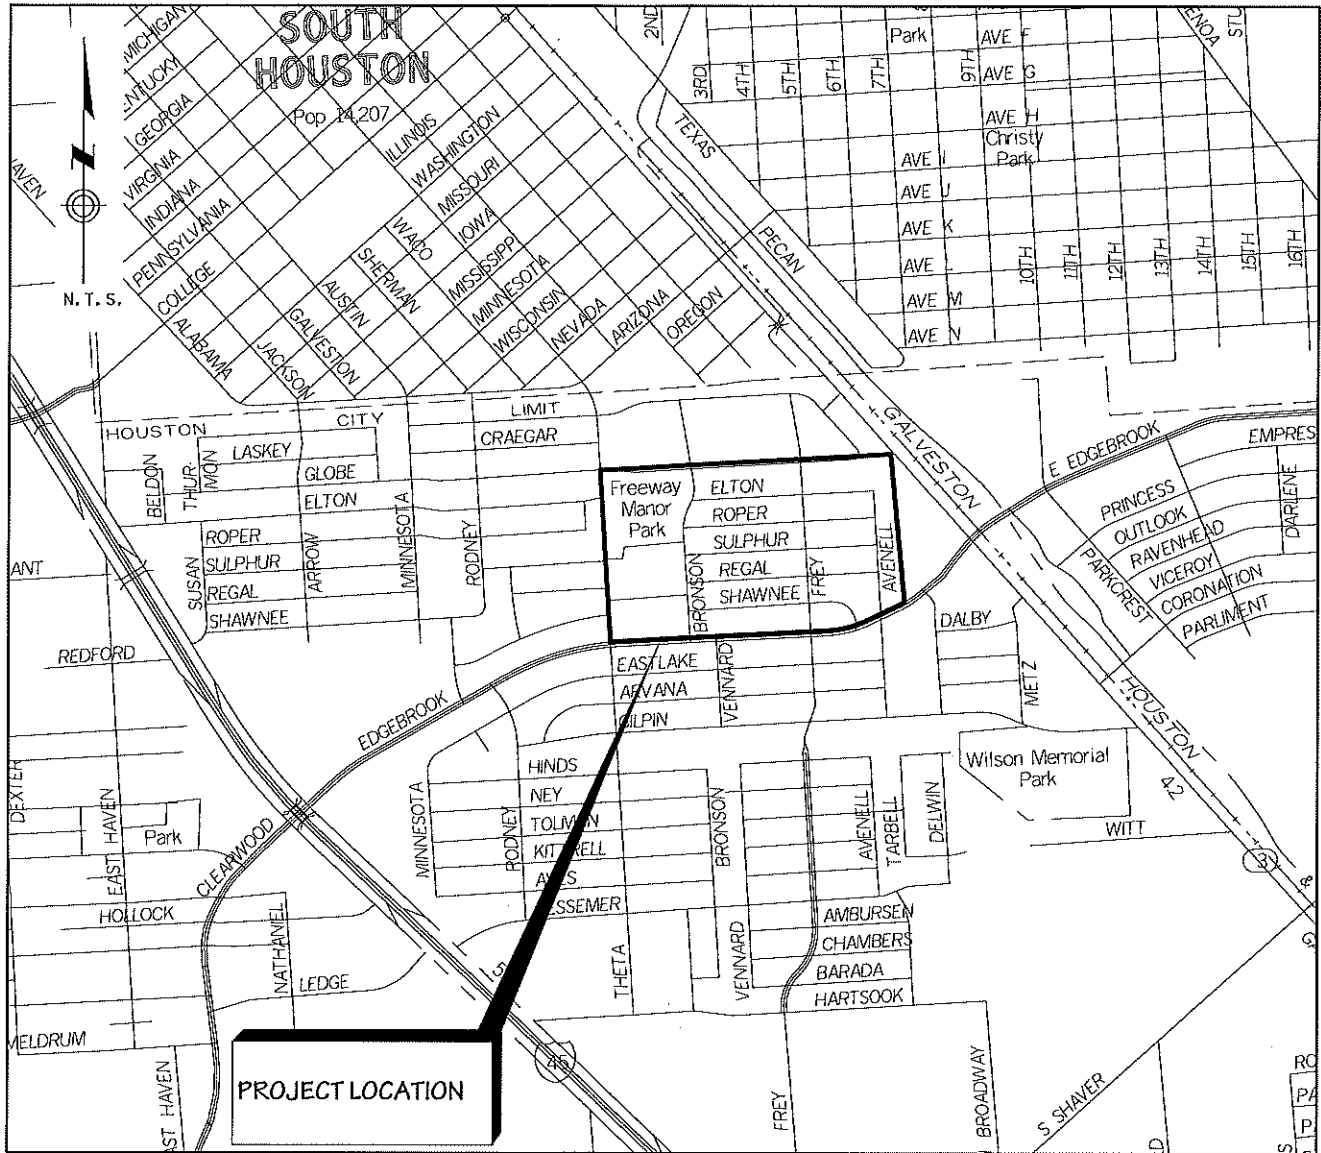 SOUTH
HOUSTON
Pop 14,207
MICHIGAN
GEORGIA
VIRGINIA
INDIANA
PENNSYLVANIA
COLLEGE
ALABAMA
JACKSON
GALVESTON
AUSTIN
SHERMAN
WACO
ILLINOIS
WASHINGTON
MISSOURI
IOWA
MISSISSIPPI
MINNESOTA
WISCONSIN
NEVADA
ARIZONA
OREGON
N. T. S.
2ND
3RD
4TH
5TH
6TH
7TH
9TH
Park
AVE F
AVE G
AVE H
Christy
Park
AVE I
AVE J
AVE K
AVE L
AVE M
AVE N
10TH
11TH
12TH
13TH
14TH
15TH
16TH
TEXAS
PECAN
GALVESTON
HOUSTON
CITY
LIMIT
CRAEGAR
BELDON
THUR
MON
LASKEY
GLOBE
ELTON
SUSAN
ROPER
SULPHUR
REGAL
SHAWNEE
ARROW
MINNESOTA
RODNEY
Freeway
Manor
Park
ELTON
ROPER
SULPHUR
REGAL
SHAWNEE
BRONSON
FREY
AVENELL
E EDGEBROOK
EMPRES
DARLENE
PRINCESS
OUTLOOK
RAVENHEAD
VICEROY
CORONATION
PARLIMENT
PARKCREST
DALBY
METZ
HOUSTON
42
3
&
REDFORD
EDGEBROOK
EASTLAKE
ARVANA
GILPIN
VENNARD
HINDS
NEY
TOLMAN
RODNEY
MINNESOTA
BRONSON
AVENELL
TARBELL
DELWIN
Wilson Memorial
Park
WITT
DEXTER
EAST HAVEN
Park
CLEARWOOD
HOLLOCK
NATHANIEL
LEDGE
MELDRUM
THETA
VENNARD
AMBURSEN
CHAMBERS
BARADA
HARTSOOK
45
FREY
BROADWAY
S SHAVER
PROJECT LOCATION